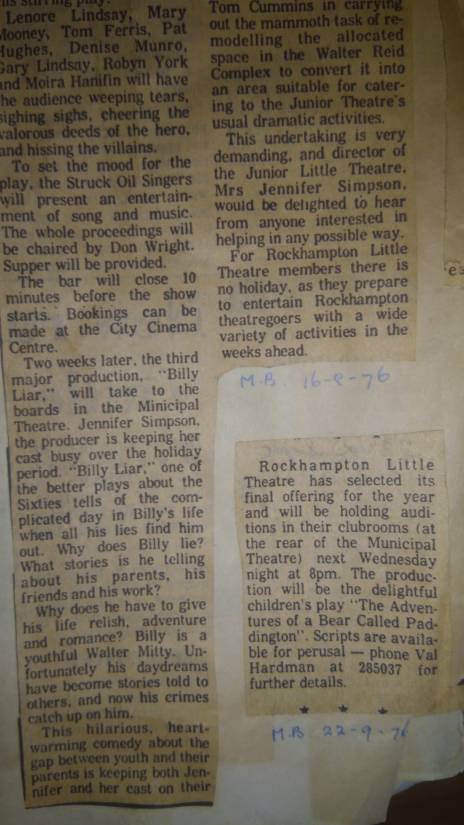 his stirring play.
Lenore Lindsay, Mary
Mooney, Tom Ferris, Pat
Hughes, Denise Munro,
Gary Lindsay, Robyn York
and Moira Hanifin will have
the audience weeping tears,
sighing sighs, cheering the
valorous deeds of the hero,
and hissing the villains.
To set the mood for the
play, the Struck Oil Singers
will present an entertain-
ment of song and music.
The whole proceedings will
be chaired by Don Wright.
Supper will be provided.
The bar will close 10
minutes before the show
starts. Bookings can be
made at the City Cinema
Centre.
Two weeks later, the third
major production, "Billy
Liar," will take to the
boards in the Minicipal
Theatre. Jennifer Simpson,
the producer is keeping her
cast busy over the holiday
period. "Billy Liar," one of
the better plays about the
Sixties tells of the com-
plicated day in Billy's life
when all his lies find him
out. Why does Billy lie?
What stories is he telling
about his parents, his
friends and his work?
Why does he have to give
his life relish, adventure
and romance? Billy is a
youthful Walter Mitty. Un-
fortunately his daydreams
have become stories told to
others, and now his crimes
catch up on him.
This hilarious, heart-
warming comedy about the
gap between youth and their
parents is keeping both Jen-
nifer and her cast on their
Tom Cummins in carrying
out the mammoth task of re-
modelling the allocated
space in the Walter Reid
Complex to convert it into
an area suitable for cater-
ing to the Junior Theatre's
usual dramatic activities.
This undertaking is very
demanding, and director of
the Junior Little Theatre,
Mrs Jennifer Simpson,
would be delighted to hear
from anyone interested in
helping in any possible way.
For Rockhampton Little
Theatre members there is
no holiday, as they prepare
to entertain Rockhampton
theatregoers with a wide
variety of activities in the
weeks ahead.
M.B. 16-8-76
Rockhampton Little
Theatre has selected its
final offering for the year
and will be holding audi-
tions in their clubrooms (at
the rear of the Municipal
Theatre) next Wednesday
night at 8pm. The produc-
tion will be the delightful
children's play "The Adven-
tures of a Bear Called Pad-
dington". Scripts are availa-
ble for perusal — phone Val
Hardman at 285037 for
further details.
★ ★ ★
M.B. 22-9-76